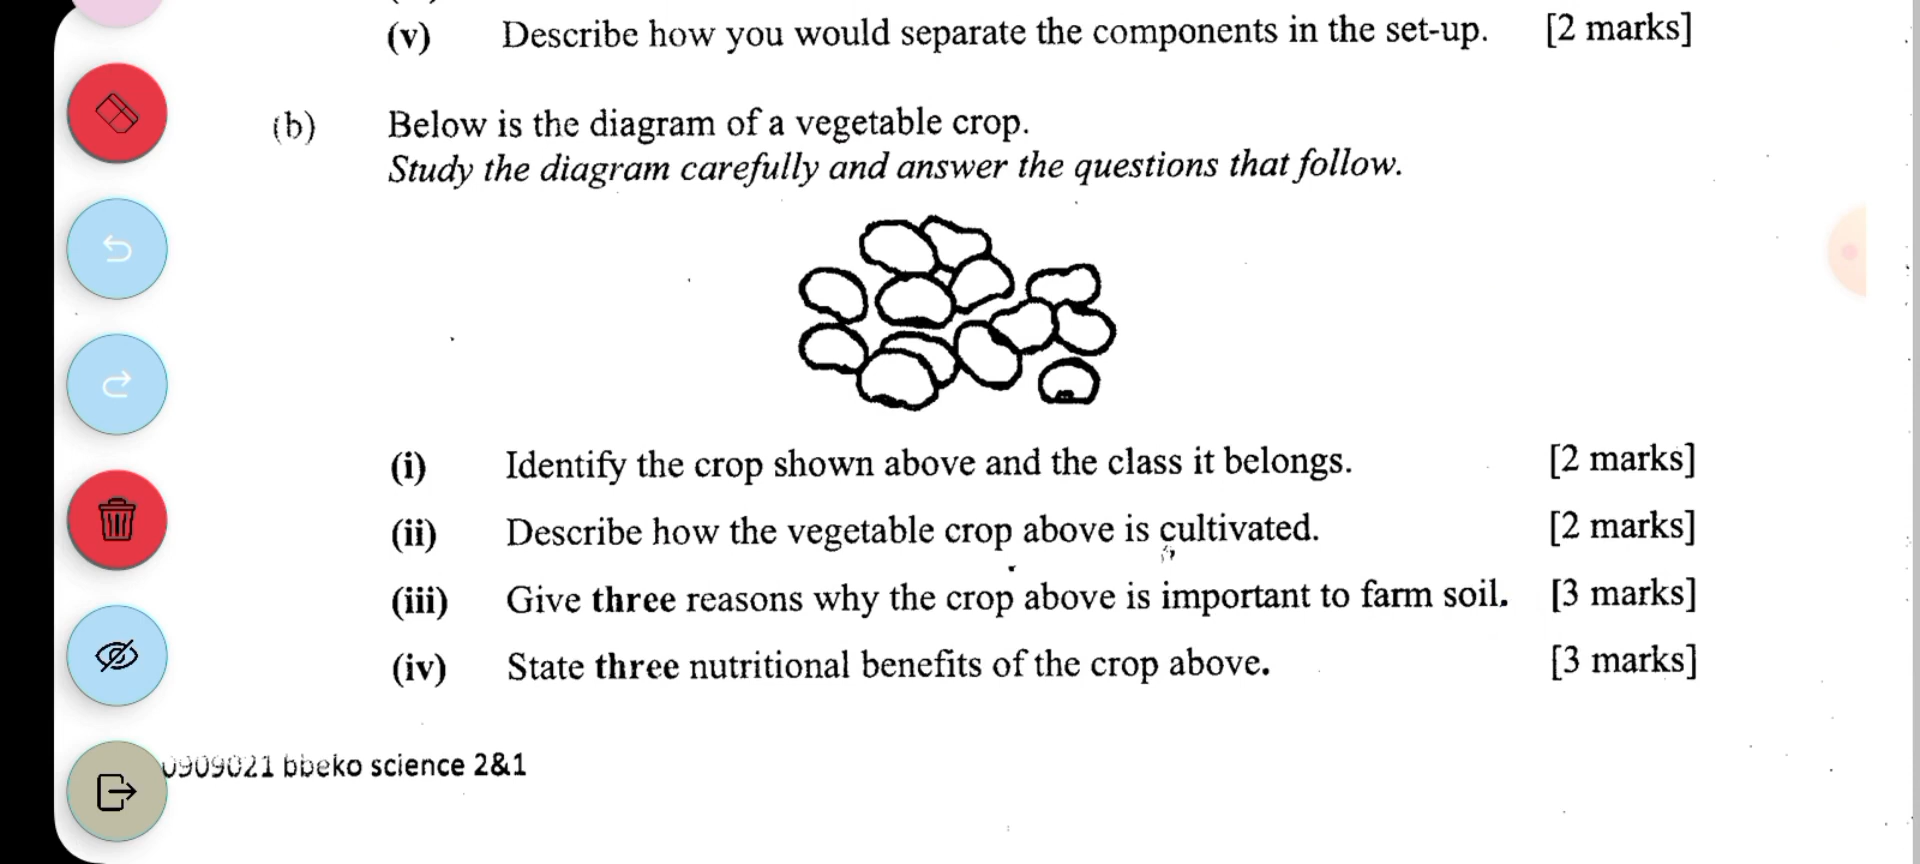 (v) Describe how you would separate the components in the set-up. [2 marks]
(b) Below is the diagram of a vegetable crop.
Study the diagram carefully and answer the questions that follow.
(i) Identify the crop shown above and the class it belongs. [2 marks]
(ii) Describe how the vegetable crop above is cultivated. [2 marks]
(iii) Give three reasons why the crop above is important to farm soil. [3 marks]
(iv) State three nutritional benefits of the crop above. [3 marks]
0909021 bbeko science 2&1